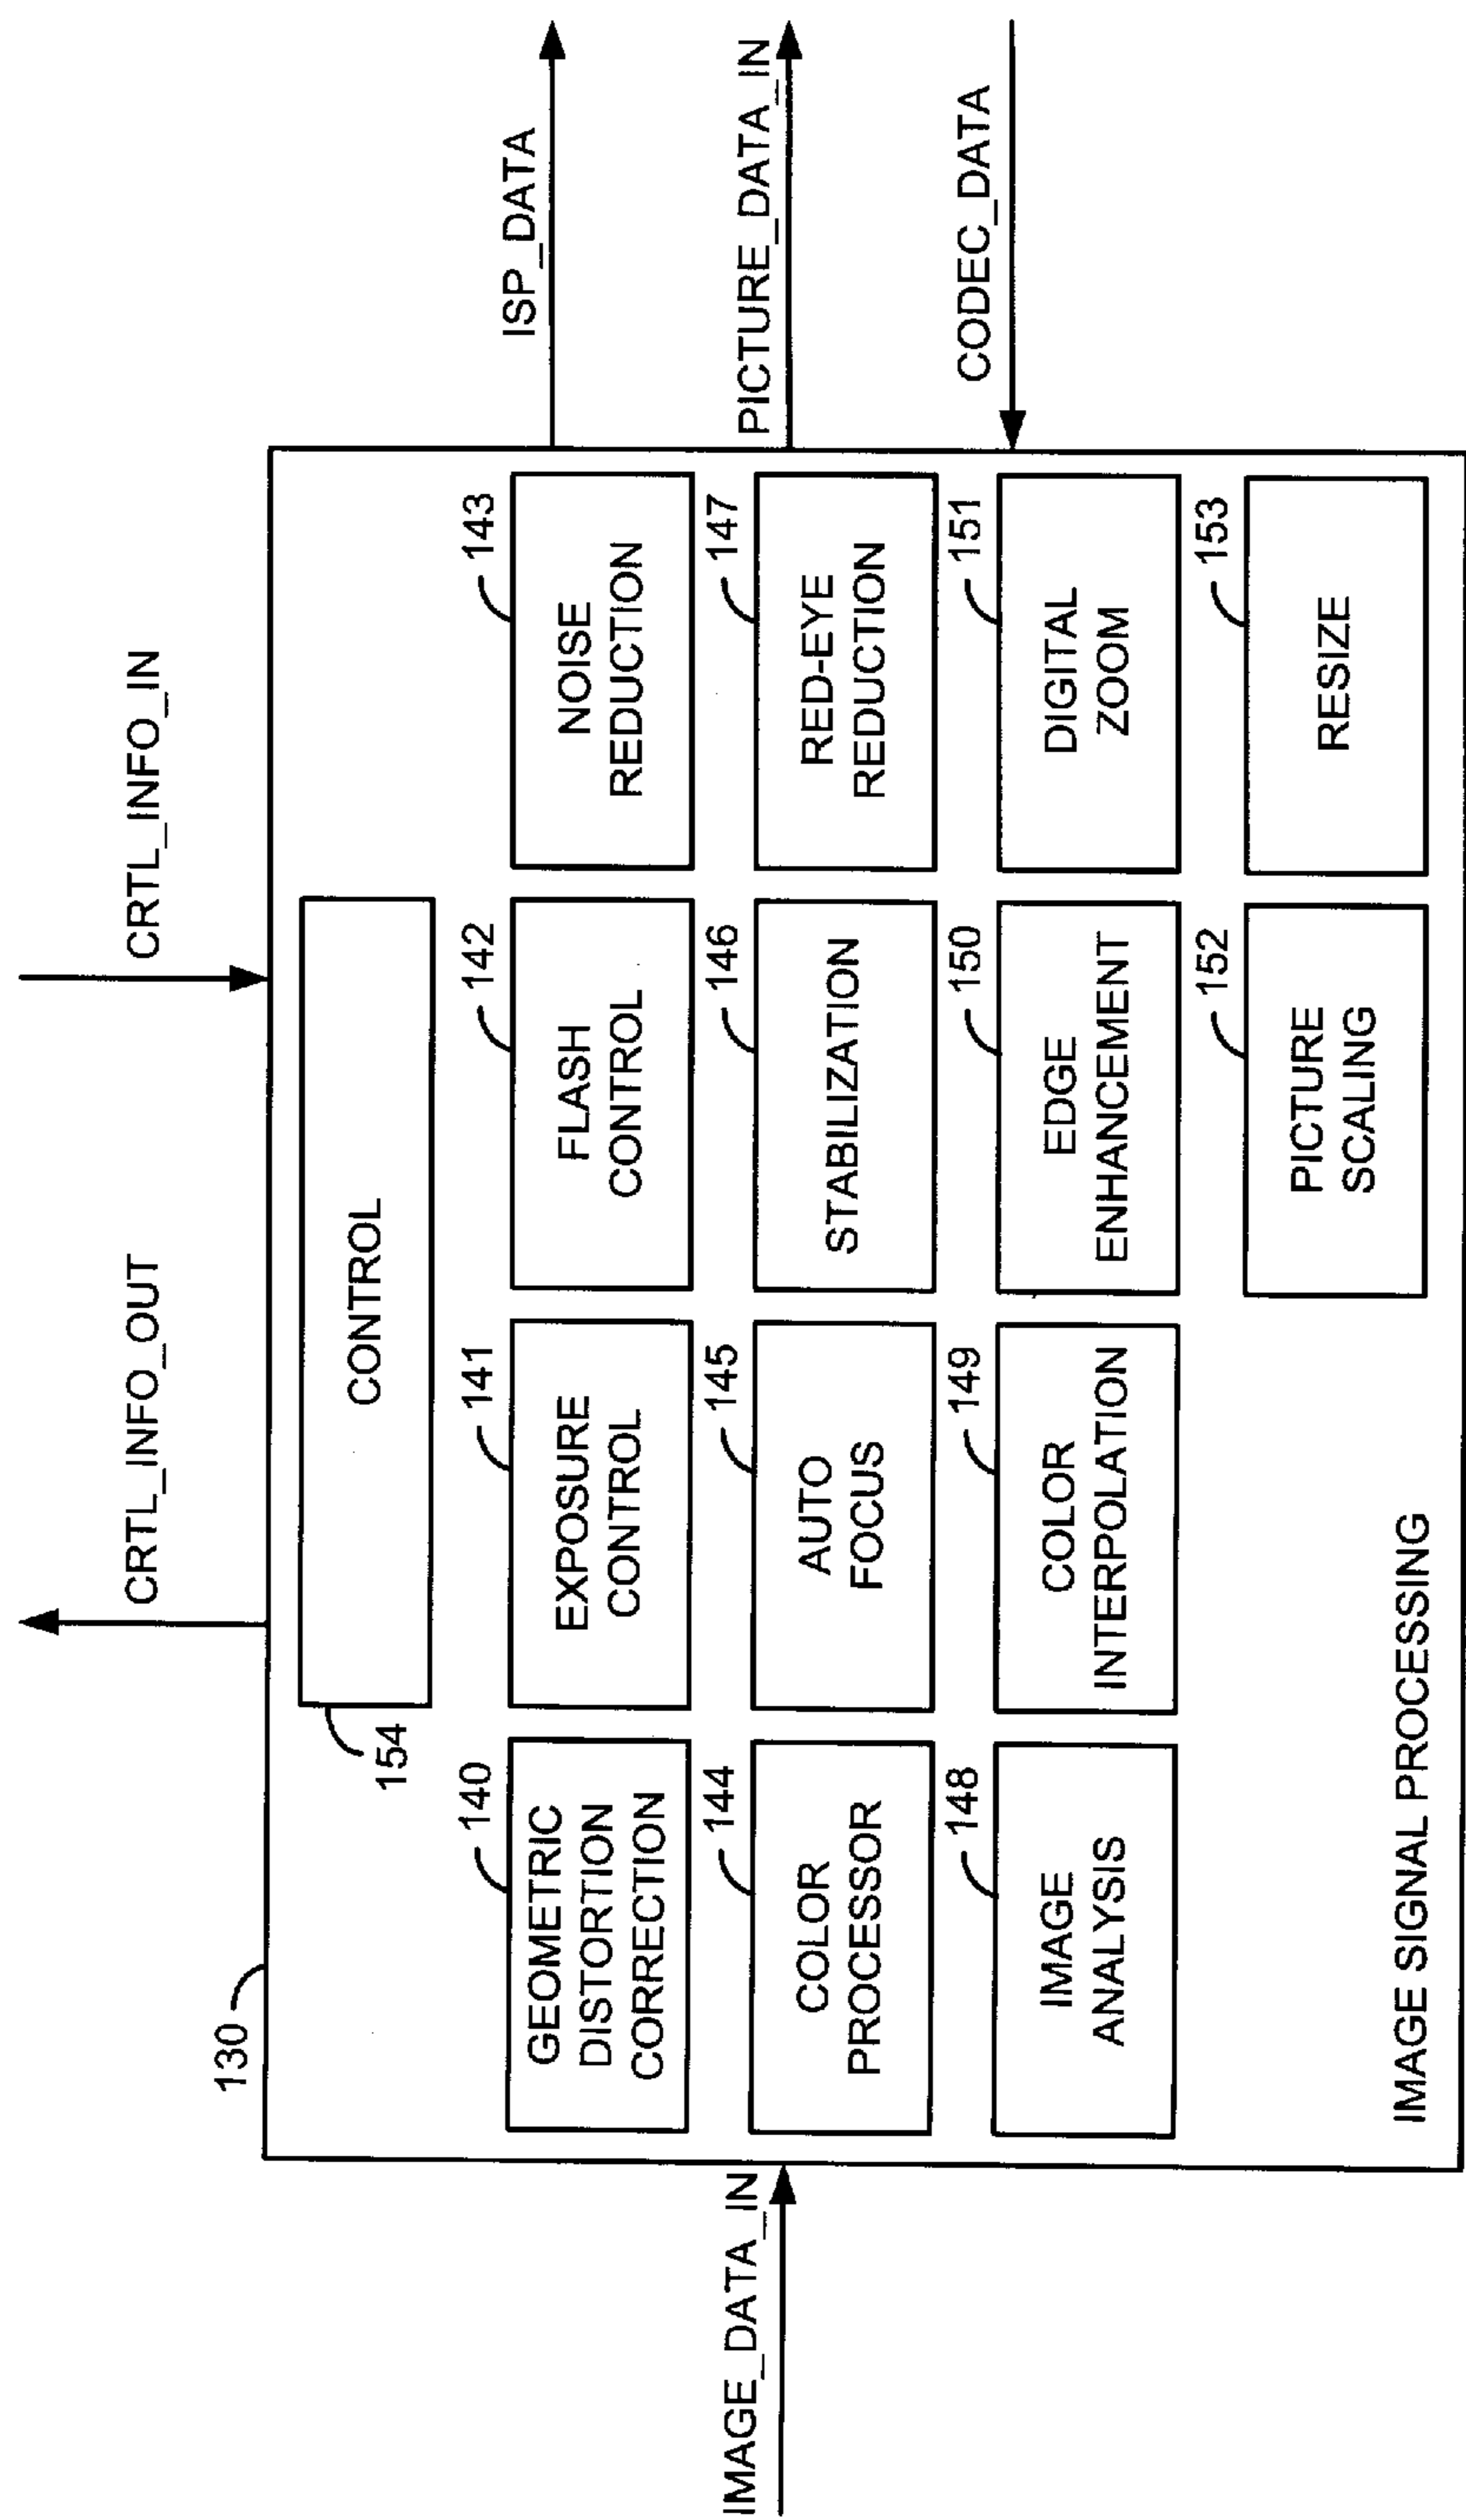 CRTL_INFO_OUT
CRTL_INFO_IN
130
154
CONTROL
ISP_DATA
140
141
142
143
GEOMETRIC
DISTORTION
CORRECTION
EXPOSURE
CONTROL
FLASH
CONTROL
NOISE
REDUCTION
IMAGE_DATA_IN
PICTURE_DATA_IN
144
145
146
147
COLOR
PROCESSOR
AUTO
FOCUS
STABILIZATION
RED-EYE
REDUCTION
CODEC_DATA
148
149
150
151
IMAGE
ANALYSIS
COLOR
INTERPOLATION
EDGE
ENHANCEMENT
DIGITAL
ZOOM
152
153
PICTURE
SCALING
RESIZE
IMAGE SIGNAL PROCESSING